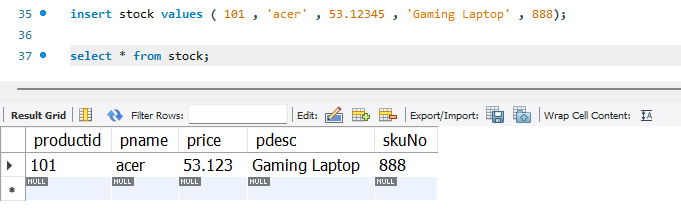 35 insert stock values ( 101 , 'acer' , 53.12345 , 'Gaming Laptop' , 888);
36
37 select * from stock;
Result Grid Filter Rows: Edit: Export/Import: Wrap Cell Content: IA
productid pname price pdesc skuNo
101 acer 53.123 Gaming Laptop 888
NULL NULL NULL NULL NULL